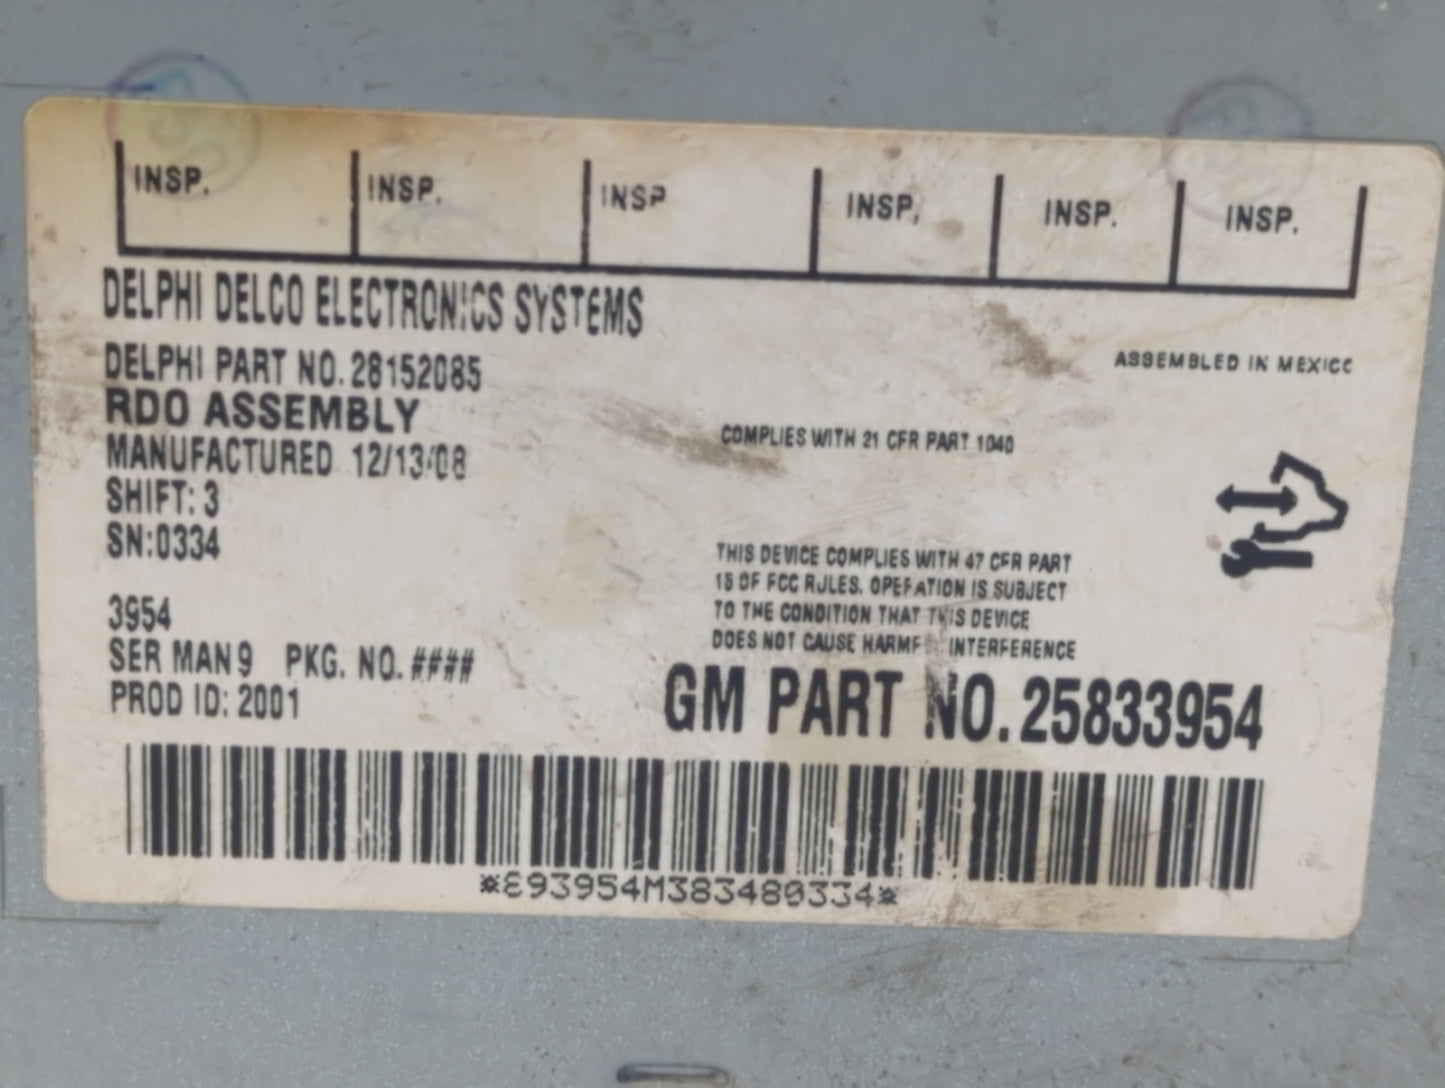 INSP. INSP. INSP INSP. INSP. INSP.
DELPHI DELCO ELECTRONICS SYSTEMS
DELPHI PART NO. 28152085
ASSEMBLED IN MEXICO
RDO ASSEMBLY
COMPLIES WITH 21 CFR PART 1040
MANUFACTURED 12/13/08
SHIFT: 3
SN:0334
THIS DEVICE COMPLIES WITH 47 CFR PART
15 OF FCC RULES. OPERATION IS SUBJECT
TO THE CONDITION THAT THIS DEVICE
DOES NOT CAUSE INTERFERENCE
3954
SER MAN 9 PKG. NO. ####
PROD ID: 2001
GM PART NO. 25833954
*E93954M383480334*